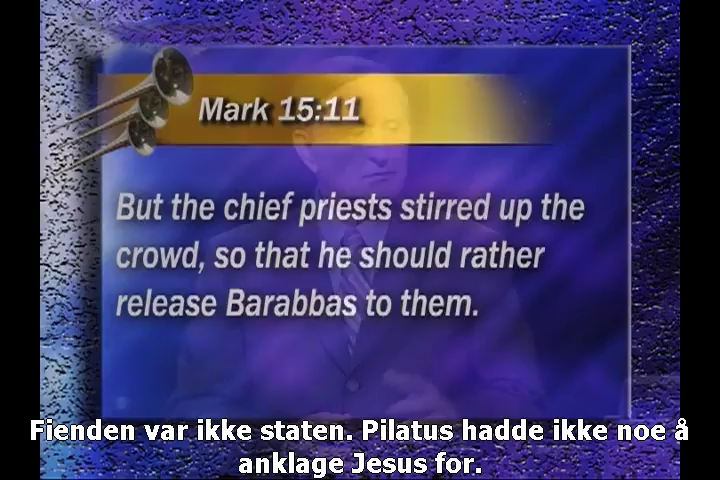 Mark 15:11
But the chief priests stirred up the
crowd, so that he should rather
release Barabbas to them.
Fienden var ikke staten. Pilatus hadde ikke noe å
anklage Jesus for.